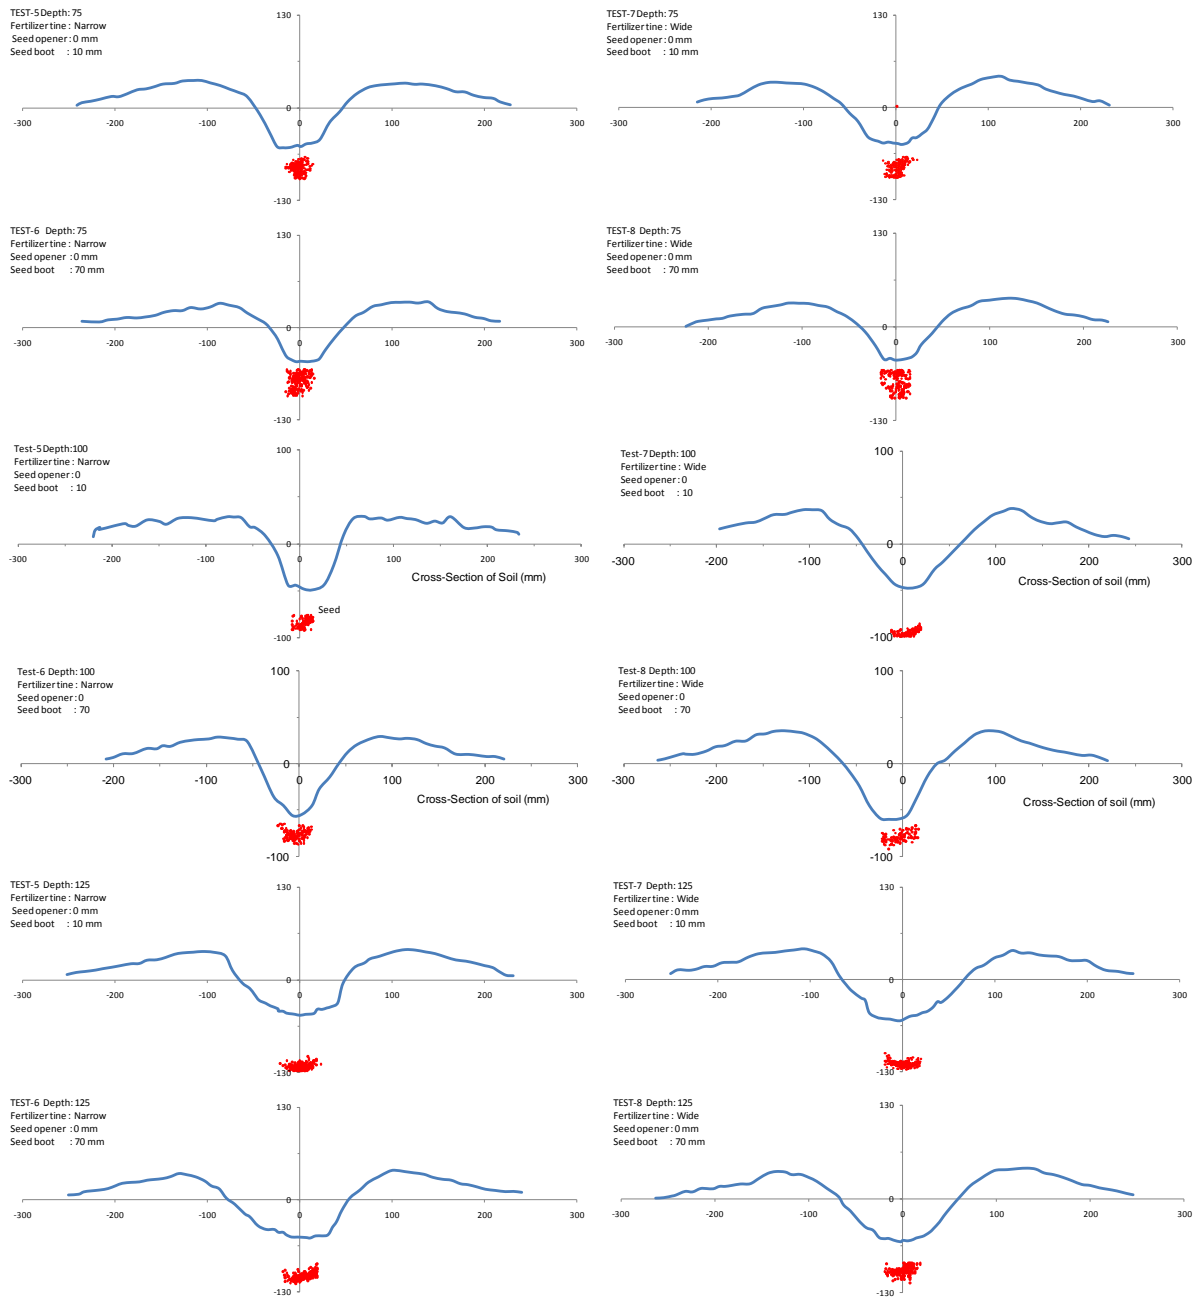 TEST-5 Depth: 75
Fertilizer tine : Narrow
Seed opener : 0 mm
Seed boot : 10 mm
130
0
-300 -200 -100 0 100 200 300
-130
TEST-7 Depth: 75
Fertilizer tine : Wide
Seed opener : 0 mm
Seed boot : 10 mm
130
0
-300 -200 -100 0 100 200 300
-130
TEST-6 Depth: 75
Fertilizer tine : Narrow
Seed opener : 0 mm
Seed boot : 70 mm
130
0
-300 -200 -100 0 100 200 300
-130
TEST-8 Depth: 75
Fertilizer tine : Wide
Seed opener : 0 mm
Seed boot : 70 mm
130
0
-300 -200 -100 0 100 200 300
-130
Test-5 Depth:100
Fertilizer tine : Narrow
Seed opener : 0
Seed boot : 10
100
0
-300 -200 -100 0 100 200 300
Cross-Section of Soil (mm)
Seed
-100
Test-7 Depth: 100
Fertilizer tine : Wide
Seed opener : 0
Seed boot : 10
100
0
-300 -200 -100 0 100 200 300
Cross-Section of soil (mm)
-100
Test-6 Depth: 100
Fertilizer tine : Narrow
Seed opener : 0
Seed boot : 70
100
0
-300 -200 -100 0 100 200 300
Cross-Section of soil (mm)
-100
Test-8 Depth: 100
Fertilizer tine : Wide
Seed opener : 0
Seed boot : 70
100
0
-300 -200 -100 0 100 200 300
Cross-Section of soil (mm)
-100
TEST-5 Depth: 125
Fertilizer tine : Narrow
Seed opener : 0 mm
Seed boot : 10 mm
130
0
-300 -200 -100 0 100 200 300
-130
TEST-7 Depth: 125
Fertilizer tine : Wide
Seed opener : 0 mm
Seed boot : 10 mm
130
0
-300 -200 -100 0 100 200 300
-130
TEST-6 Depth: 125
Fertilizer tine : Narrow
Seed opener : 0 mm
Seed boot : 70 mm
130
0
-300 -200 -100 0 100 200 300
-130
TEST-8 Depth: 125
Fertilizer tine : Wide
Seed opener : 0 mm
Seed boot : 70 mm
130
0
-300 -200 -100 0 100 200 300
-130